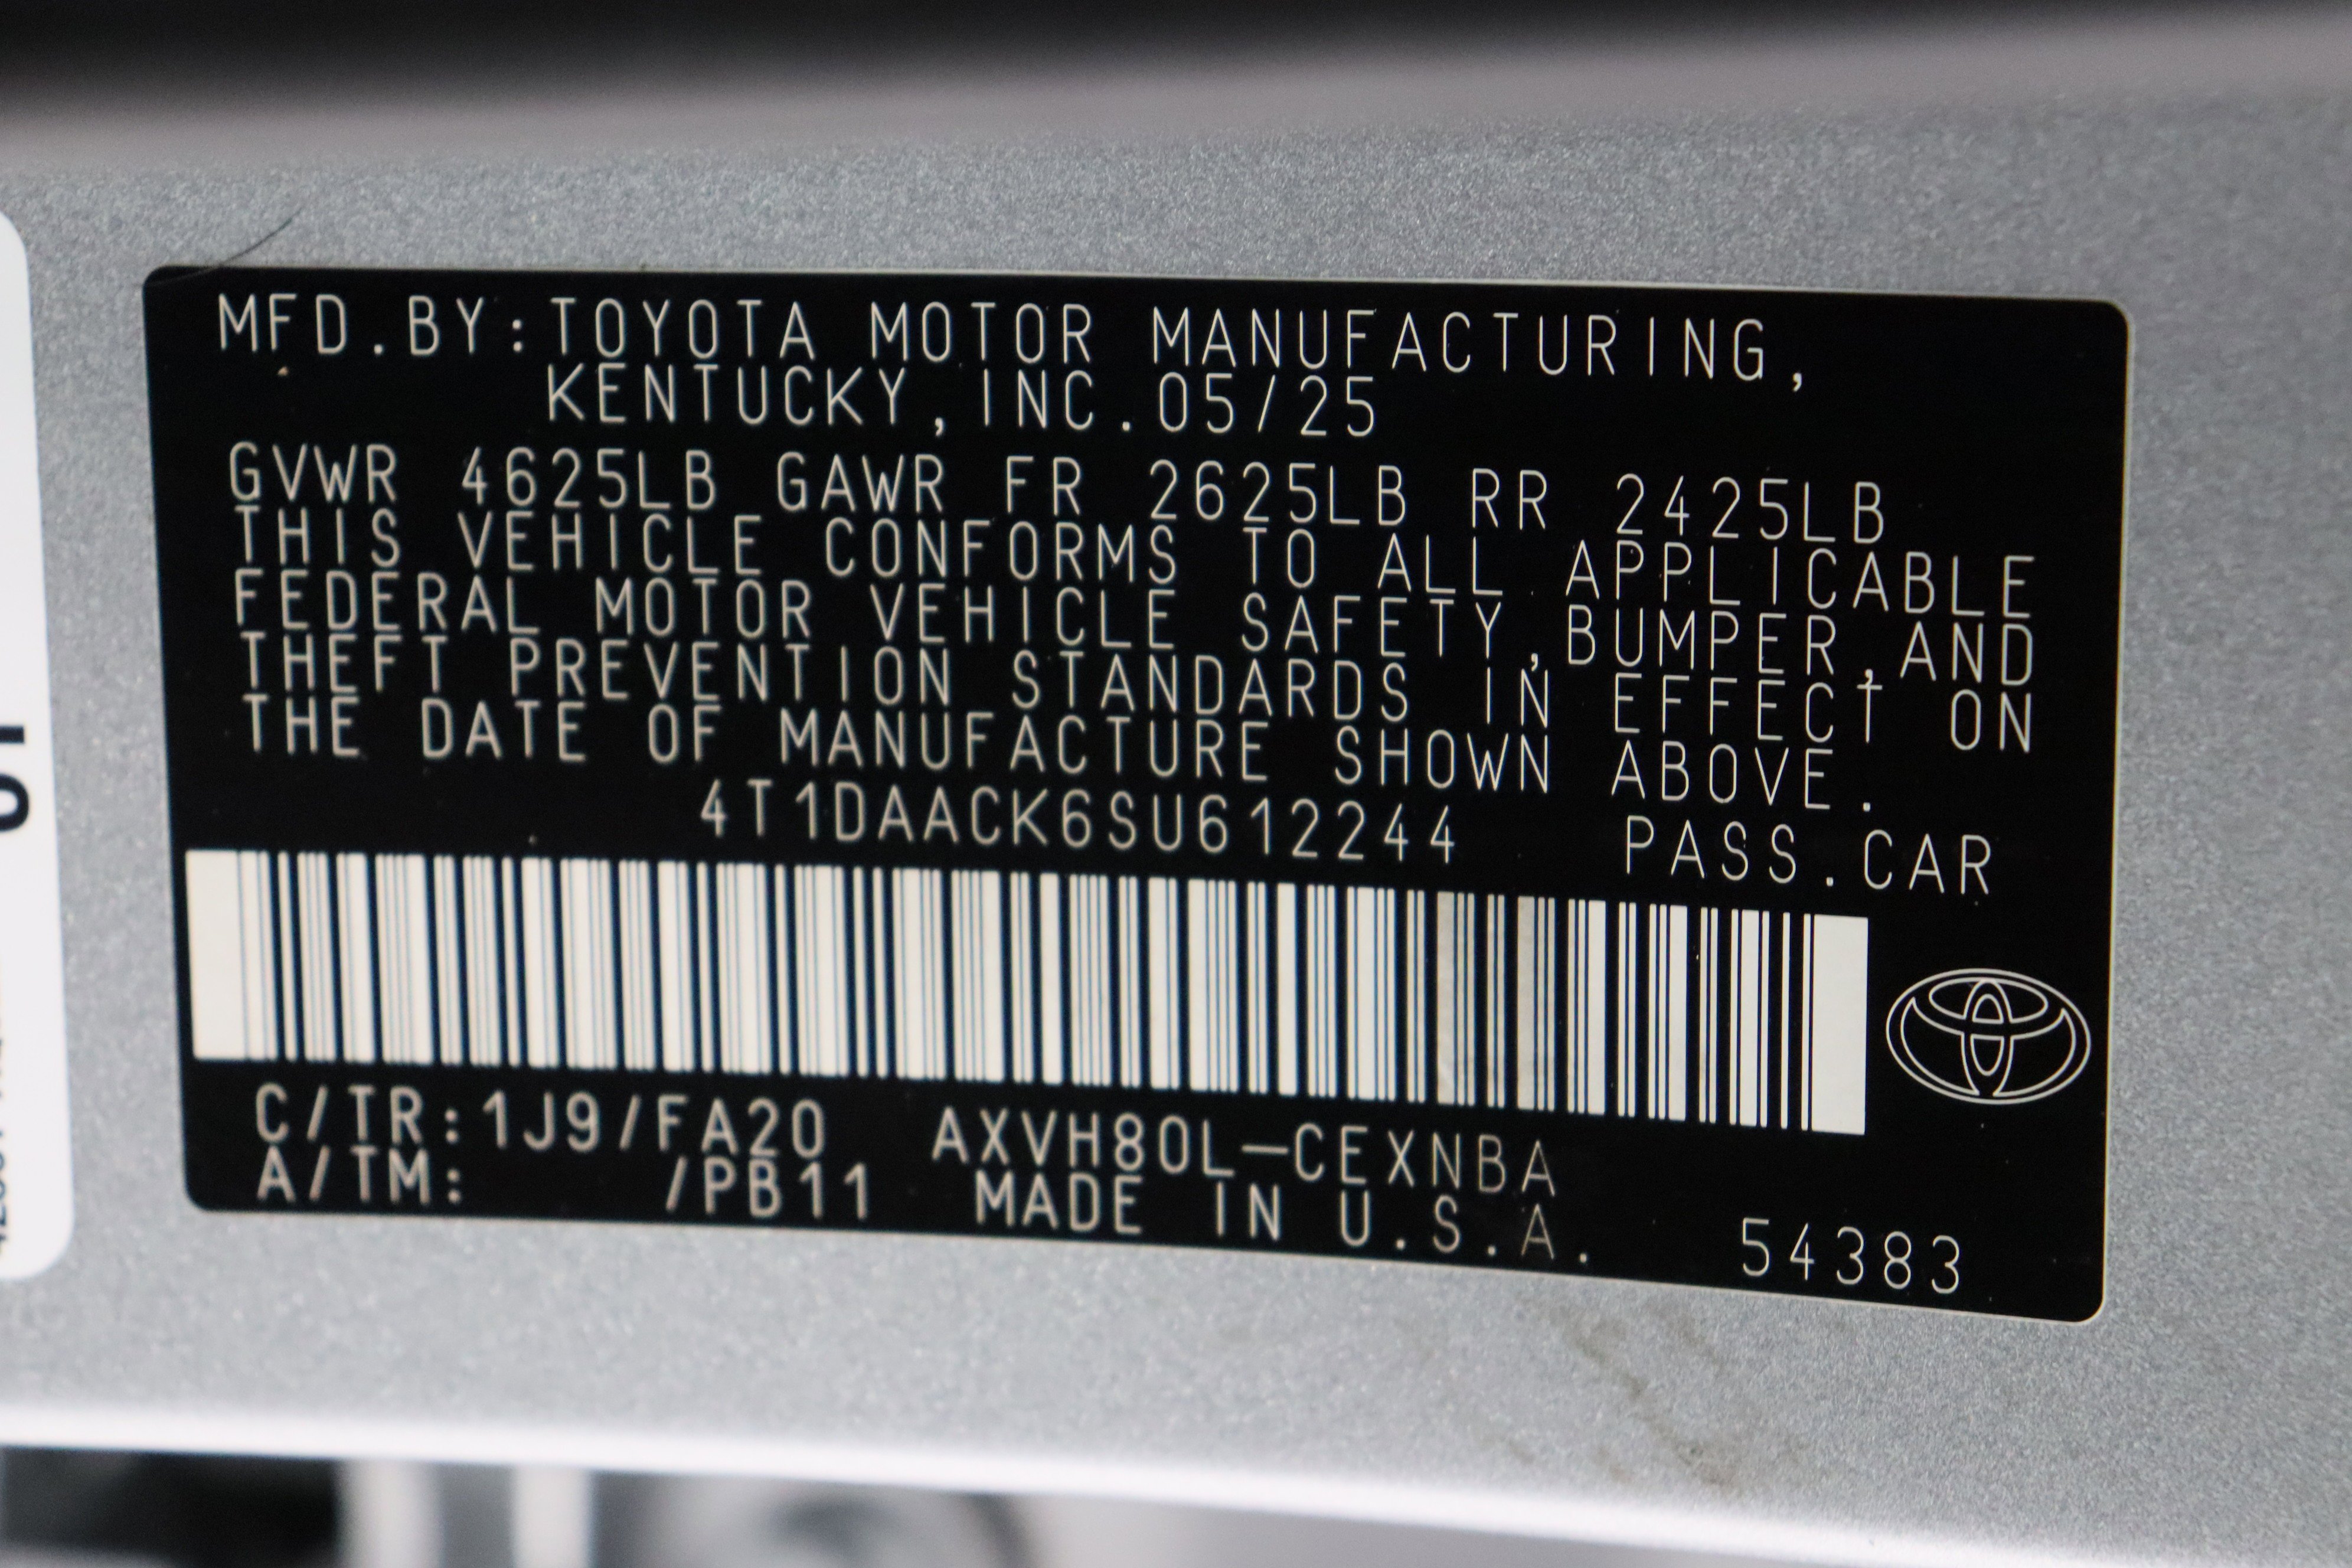 MFD.BY:TOYOTA MOTOR MANUFACTURING,
KENTUCKY,INC.05/25
GVWR 4625LB GAWR FR 2625LB RR 2425LB
THIS VEHICLE CONFORMS TO ALL APPLICABLE
FEDERAL MOTOR VEHICLE SAFETY,BUMPER,AND
THEFT PREVENTION STANDARDS IN EFFECT ON
THE DATE OF MANUFACTURE SHOWN ABOVE.
4T1DAACK6SU612244 PASS.CAR
C/TR:1J9/FA20 AXVH80L-CEXNBA
A/TM: /PB11 MADE IN U.S.A. 54383